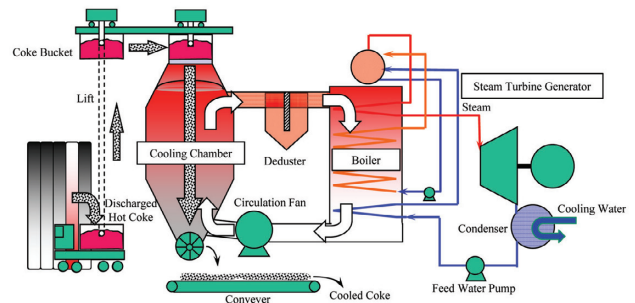 Coke Bucket
Lift
Discharged
Hot Coke
Cooling Chamber
Deduster
Boiler
Circulation Fan
Conveyer
Cooled Coke
Steam Turbine Generator
Steam
Cooling Water
Condenser
Feed Water Pump